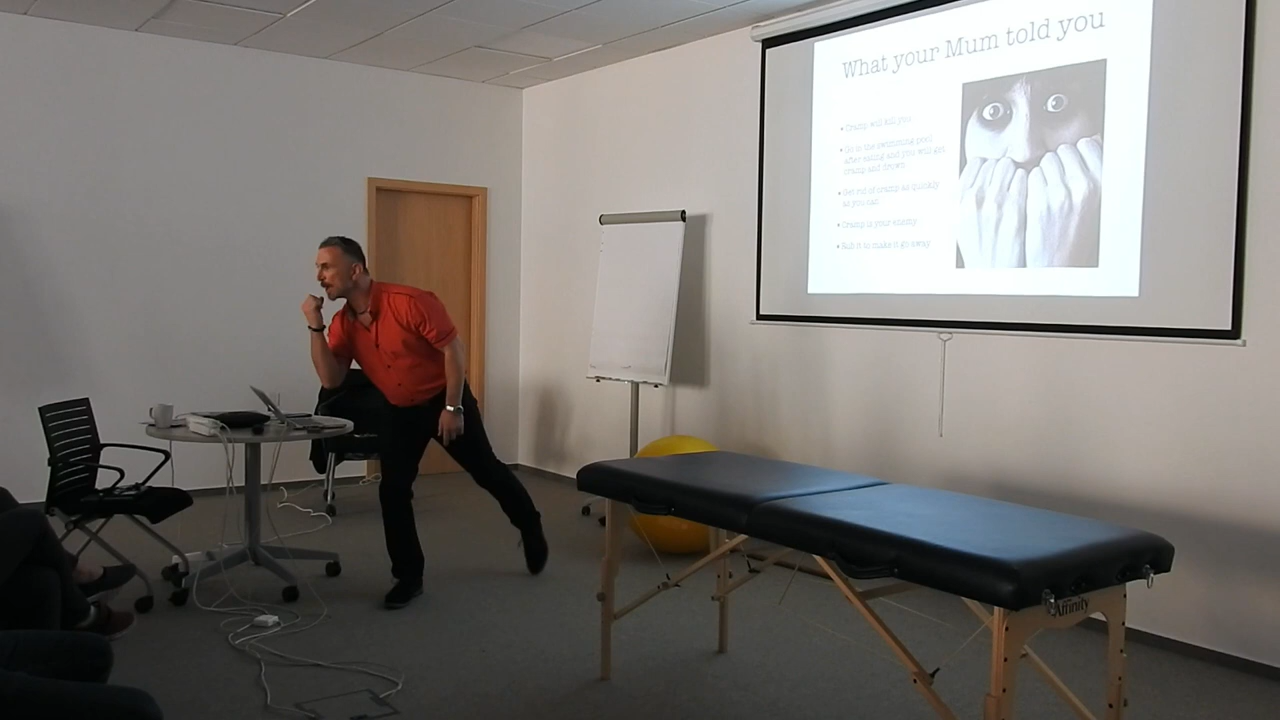 What your Mum told you
• Cramp will kill you
• Go in the swimming pool
after eating and you will get
cramp and drown
• Get rid of cramp as quickly
as you can
• Cramp is your enemy
• Rub it to make it go away
Affinity